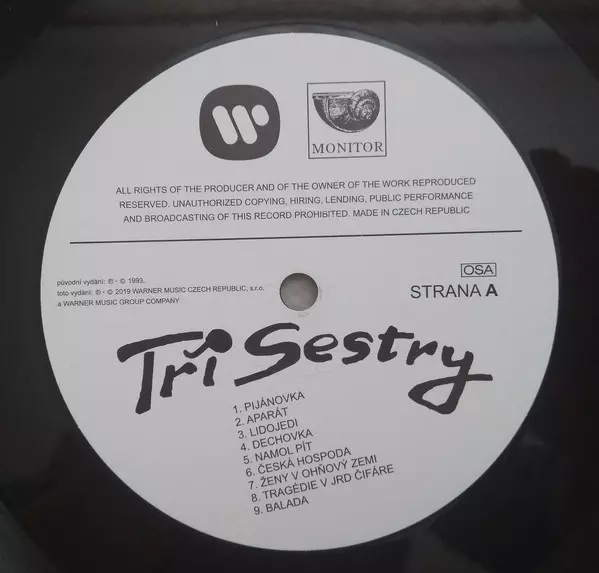 MONITOR
ALL RIGHTS OF THE PRODUCER AND OF THE OWNER OF THE WORK REPRODUCED
RESERVED. UNAUTHORIZED COPYING, HIRING, LENDING, PUBLIC PERFORMANCE
AND BROADCASTING OF THIS RECORD PROHIBITED. MADE IN CZECH REPUBLIC
původní vydání: ℗ • © 1993,
toto vydání: ℗ • © 2019 WARNER MUSIC CZECH REPUBLIC, s.r.o.
a WARNER MUSIC GROUP COMPANY
OSA
STRANA A
Tři Sestry
1. PIJÁNOVKA
2. APARÁT
3. LIDOJEDI
4. DECHOVKA
5. NAMOL PÍT
6. ČESKÁ HOSPODA
7. ŽENY V OHŇOVÝ ZEMI
8. TRAGÉDIE V JRD ČIFÁRE
9. BALADA